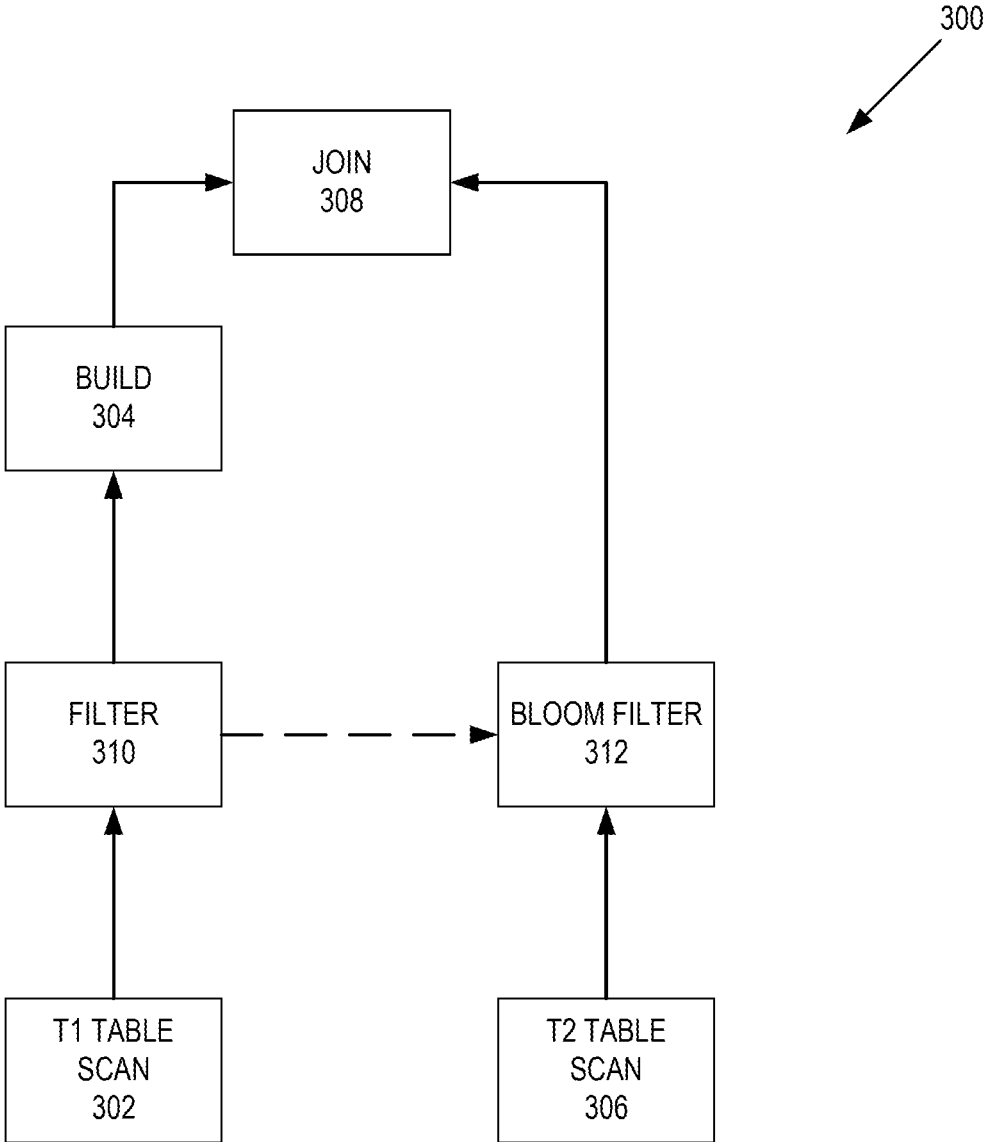 300
JOIN
308
BUILD
304
FILTER
310
BLOOM FILTER
312
T1 TABLE
SCAN
302
T2 TABLE
SCAN
306